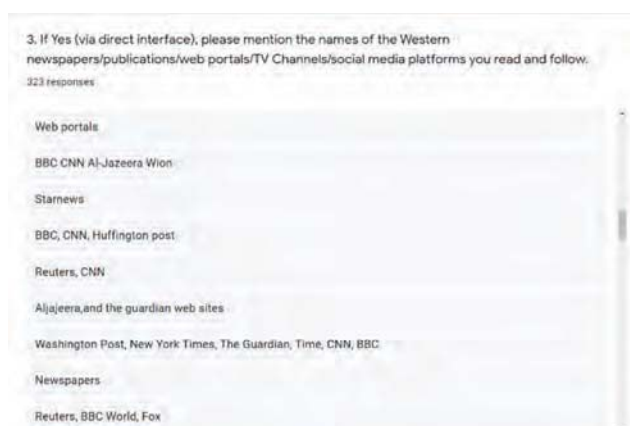 3. If Yes (via direct interface), please mention the names of the Western
newspapers/publications/web portals/TV Channels/social media platforms you read and follow.
323 responses
Web portals
BBC CNN Al-Jazeera Wion
Starnews
BBC, CNN, Huffington post
Reuters, CNN
Aljajeera,and the guardian web sites
Washington Post, New York Times, The Guardian, Time, CNN, BBC
Newspapers
Reuters, BBC World, Fox